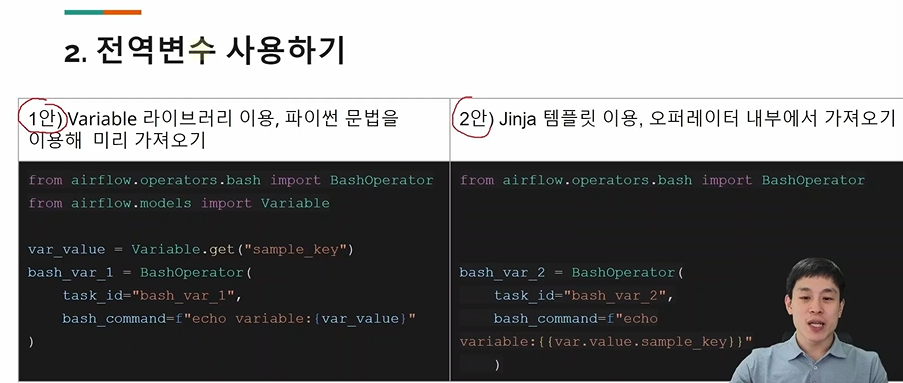 2. 전역변수 사용하기
1안) Variable 라이브러리 이용, 파이썬 문법을
이용해 미리 가져오기
from airflow.operators.bash import BashOperator
from airflow.models import Variable
var_value = Variable.get("sample_key")
bash_var_1 = BashOperator(
task_id="bash_var_1",
bash_command=f"echo variable:{var_value}"
)
2안) Jinja 템플릿 이용, 오퍼레이터 내부에서 가져오기
from airflow.operators.bash import BashOperator
bash_var_2 = BashOperator(
task_id="bash_var_2",
bash_command=f"echo
variable:{{var.value.sample_key}}"
)